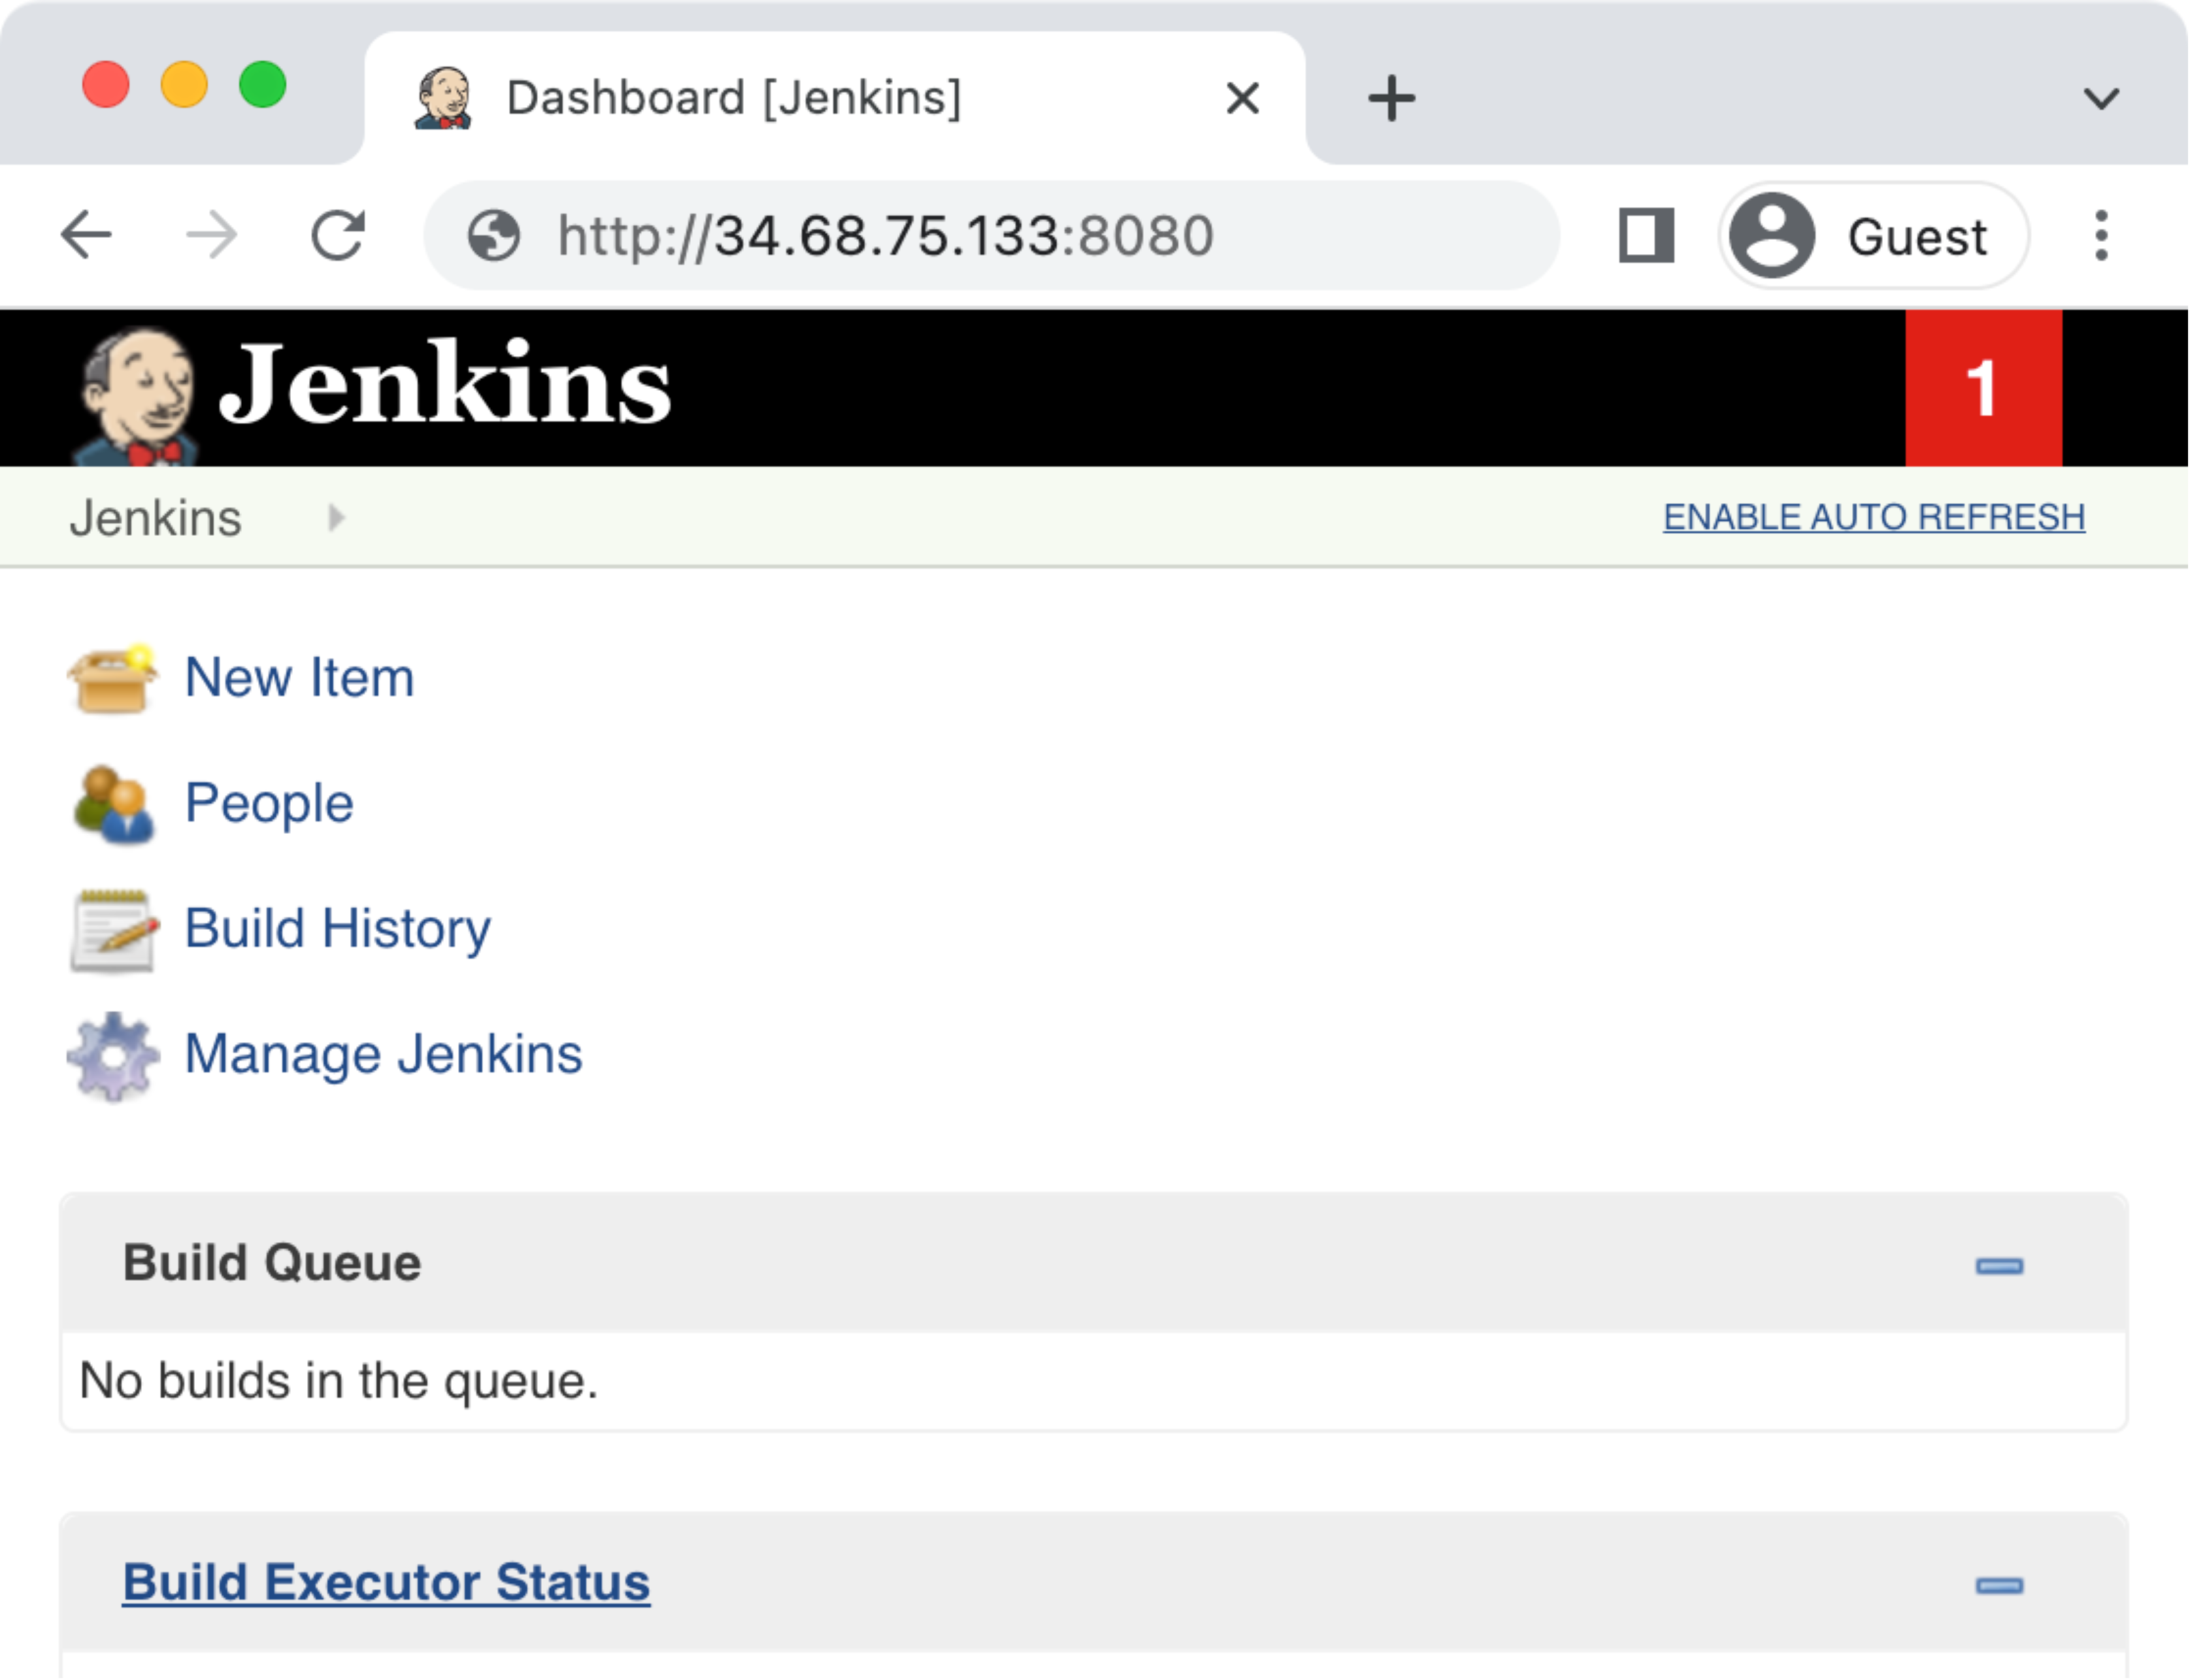 Dashboard [Jenkins]
http://34.68.75.133:8080
Guest
Jenkins
1
Jenkins
ENABLE AUTO REFRESH
New Item
People
Build History
Manage Jenkins
Build Queue
No builds in the queue.
Build Executor Status